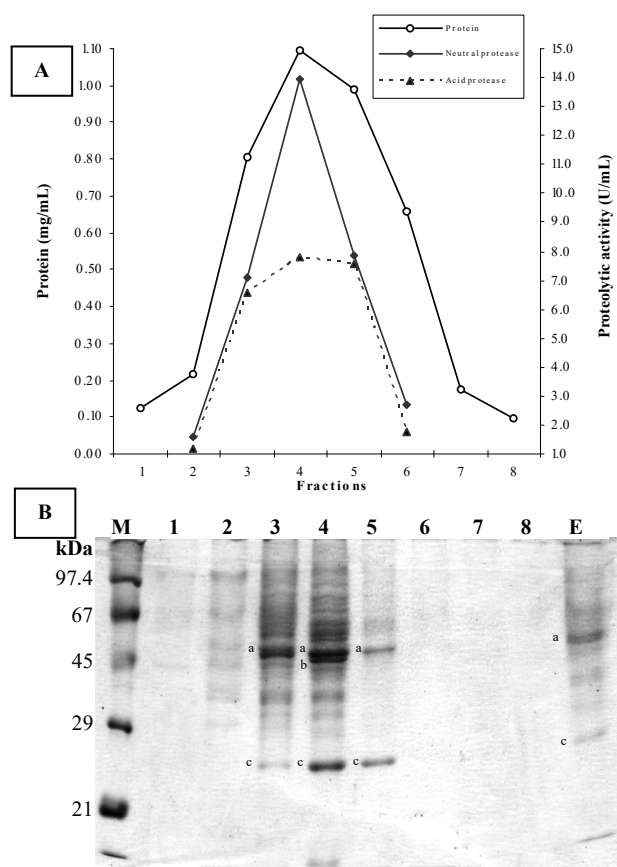 A
Protein
Neutral protease
Acid protease
1.10
1.00
0.90
0.80
0.70
0.60
0.50
0.40
0.30
0.20
0.10
0.00
Protein (mg/mL)
15.0
14.0
13.0
12.0
11.0
10.0
9.0
8.0
7.0
6.0
5.0
4.0
3.0
2.0
1.0
Proteolytic activity (U/mL)
1 2 3 4 5 6 7 8
Fractions
B
M 1 2 3 4 5 6 7 8 E
kDa
97.4
67
45
29
21
a a a a
b
c c c c